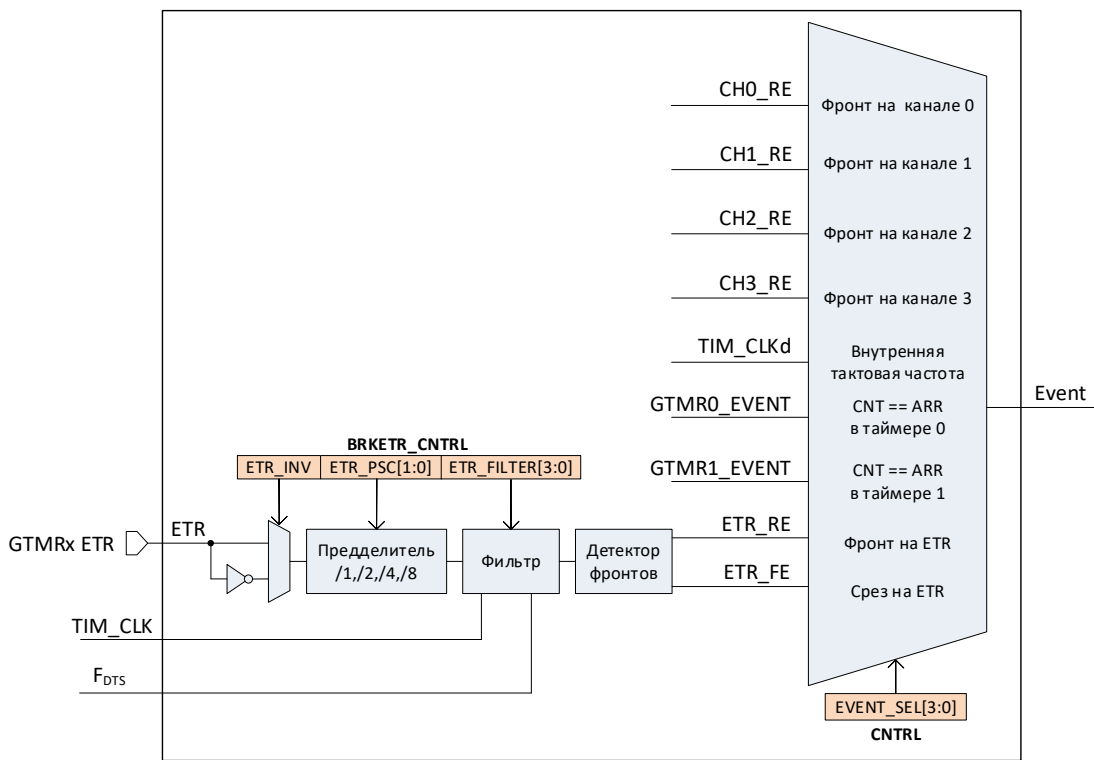 CH0_RE
Фронт на канале 0
CH1_RE
Фронт на канале 1
CH2_RE
Фронт на канале 2
CH3_RE
Фронт на канале 3
TIM_CLKd
Внутренняя
тактовая частота
Event
GTMR0_EVENT
CNT == ARR
в таймере 0
GTMR1_EVENT
CNT == ARR
в таймере 1
BRKETR_CNTRL
ETR_INV
ETR_PSC[1:0]
ETR_FILTER[3:0]
GTMRx ETR
ETR
Предделитель
/1,/2,/4,/8
Фильтр
Детектор
фронтов
ETR_RE
Фронт на ETR
ETR_FE
Срез на ETR
TIM_CLK
FDTS
EVENT_SEL[3:0]
CNTRL